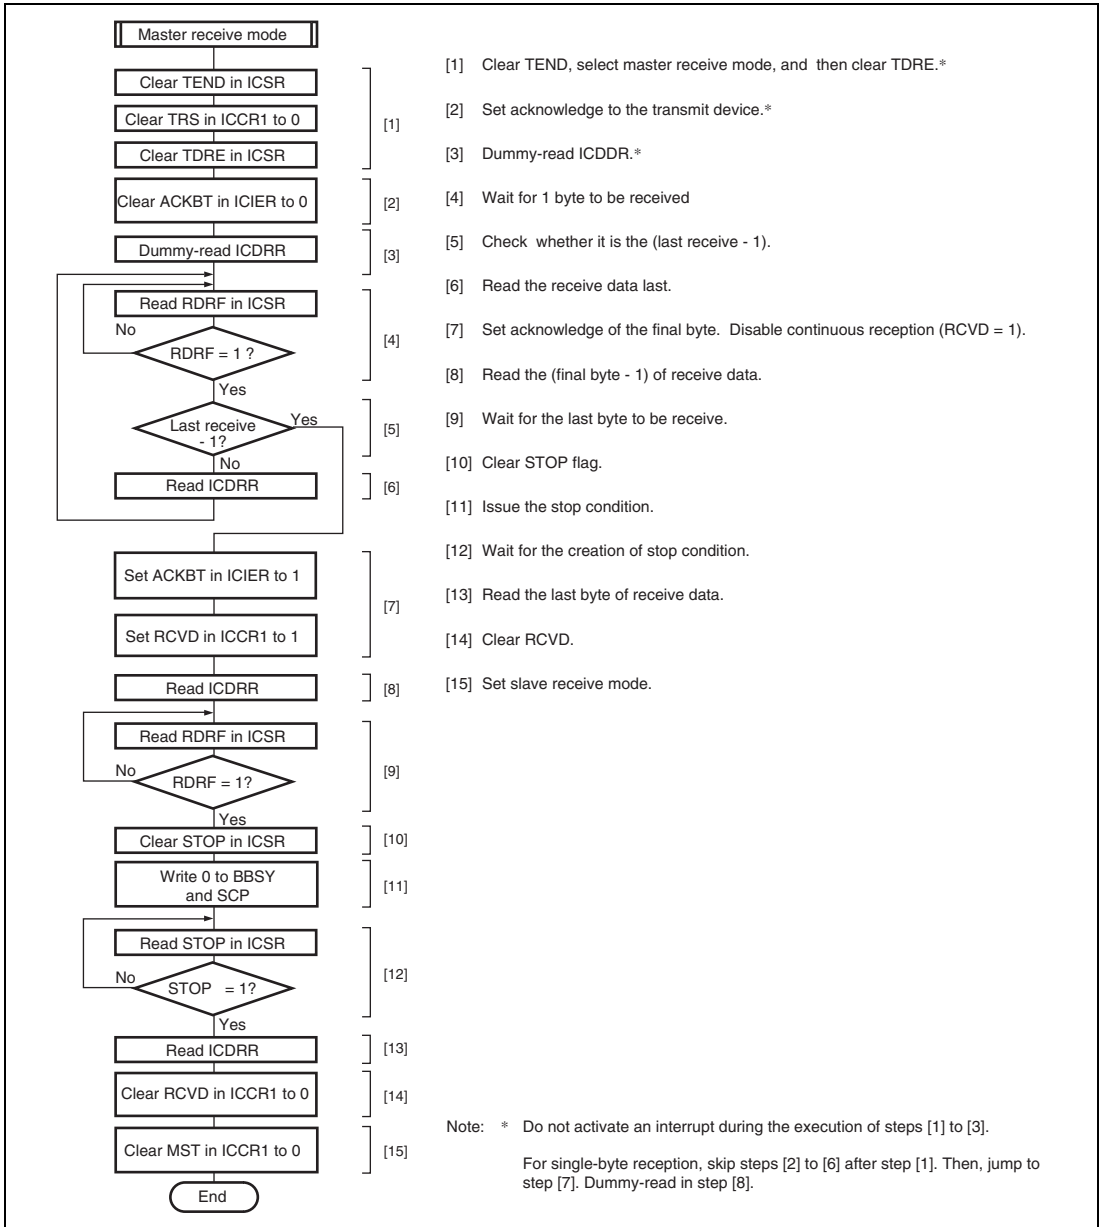 Master receive mode
Clear TEND in ICSR
Clear TRS in ICCR1 to 0
Clear TDRE in ICSR
[1]
Clear ACKBT in ICIER to 0
[2]
Dummy-read ICDRR
[3]
Read RDRF in ICSR
No
RDRF = 1 ?
[4]
Yes
Last receive
- 1?
Yes
[5]
No
Read ICDRR
[6]
Set ACKBT in ICIER to 1
[7]
Set RCVD in ICCR1 to 1
Read ICDRR
[8]
Read RDRF in ICSR
No
RDRF = 1?
[9]
Yes
Clear STOP in ICSR
[10]
Write 0 to BBSY
and SCP
[11]
Read STOP in ICSR
No
STOP = 1?
[12]
Yes
Read ICDRR
[13]
Clear RCVD in ICCR1 to 0
[14]
Clear MST in ICCR1 to 0
[15]
End
[1] Clear TEND, select master receive mode, and then clear TDRE.*
[2] Set acknowledge to the transmit device.*
[3] Dummy-read ICDDR.*
[4] Wait for 1 byte to be received
[5] Check whether it is the (last receive - 1).
[6] Read the receive data last.
[7] Set acknowledge of the final byte. Disable continuous reception (RCVD = 1).
[8] Read the (final byte - 1) of receive data.
[9] Wait for the last byte to be receive.
[10] Clear STOP flag.
[11] Issue the stop condition.
[12] Wait for the creation of stop condition.
[13] Read the last byte of receive data.
[14] Clear RCVD.
[15] Set slave receive mode.
Note: * Do not activate an interrupt during the execution of steps [1] to [3].
For single-byte reception, skip steps [2] to [6] after step [1]. Then, jump to
step [7]. Dummy-read in step [8].